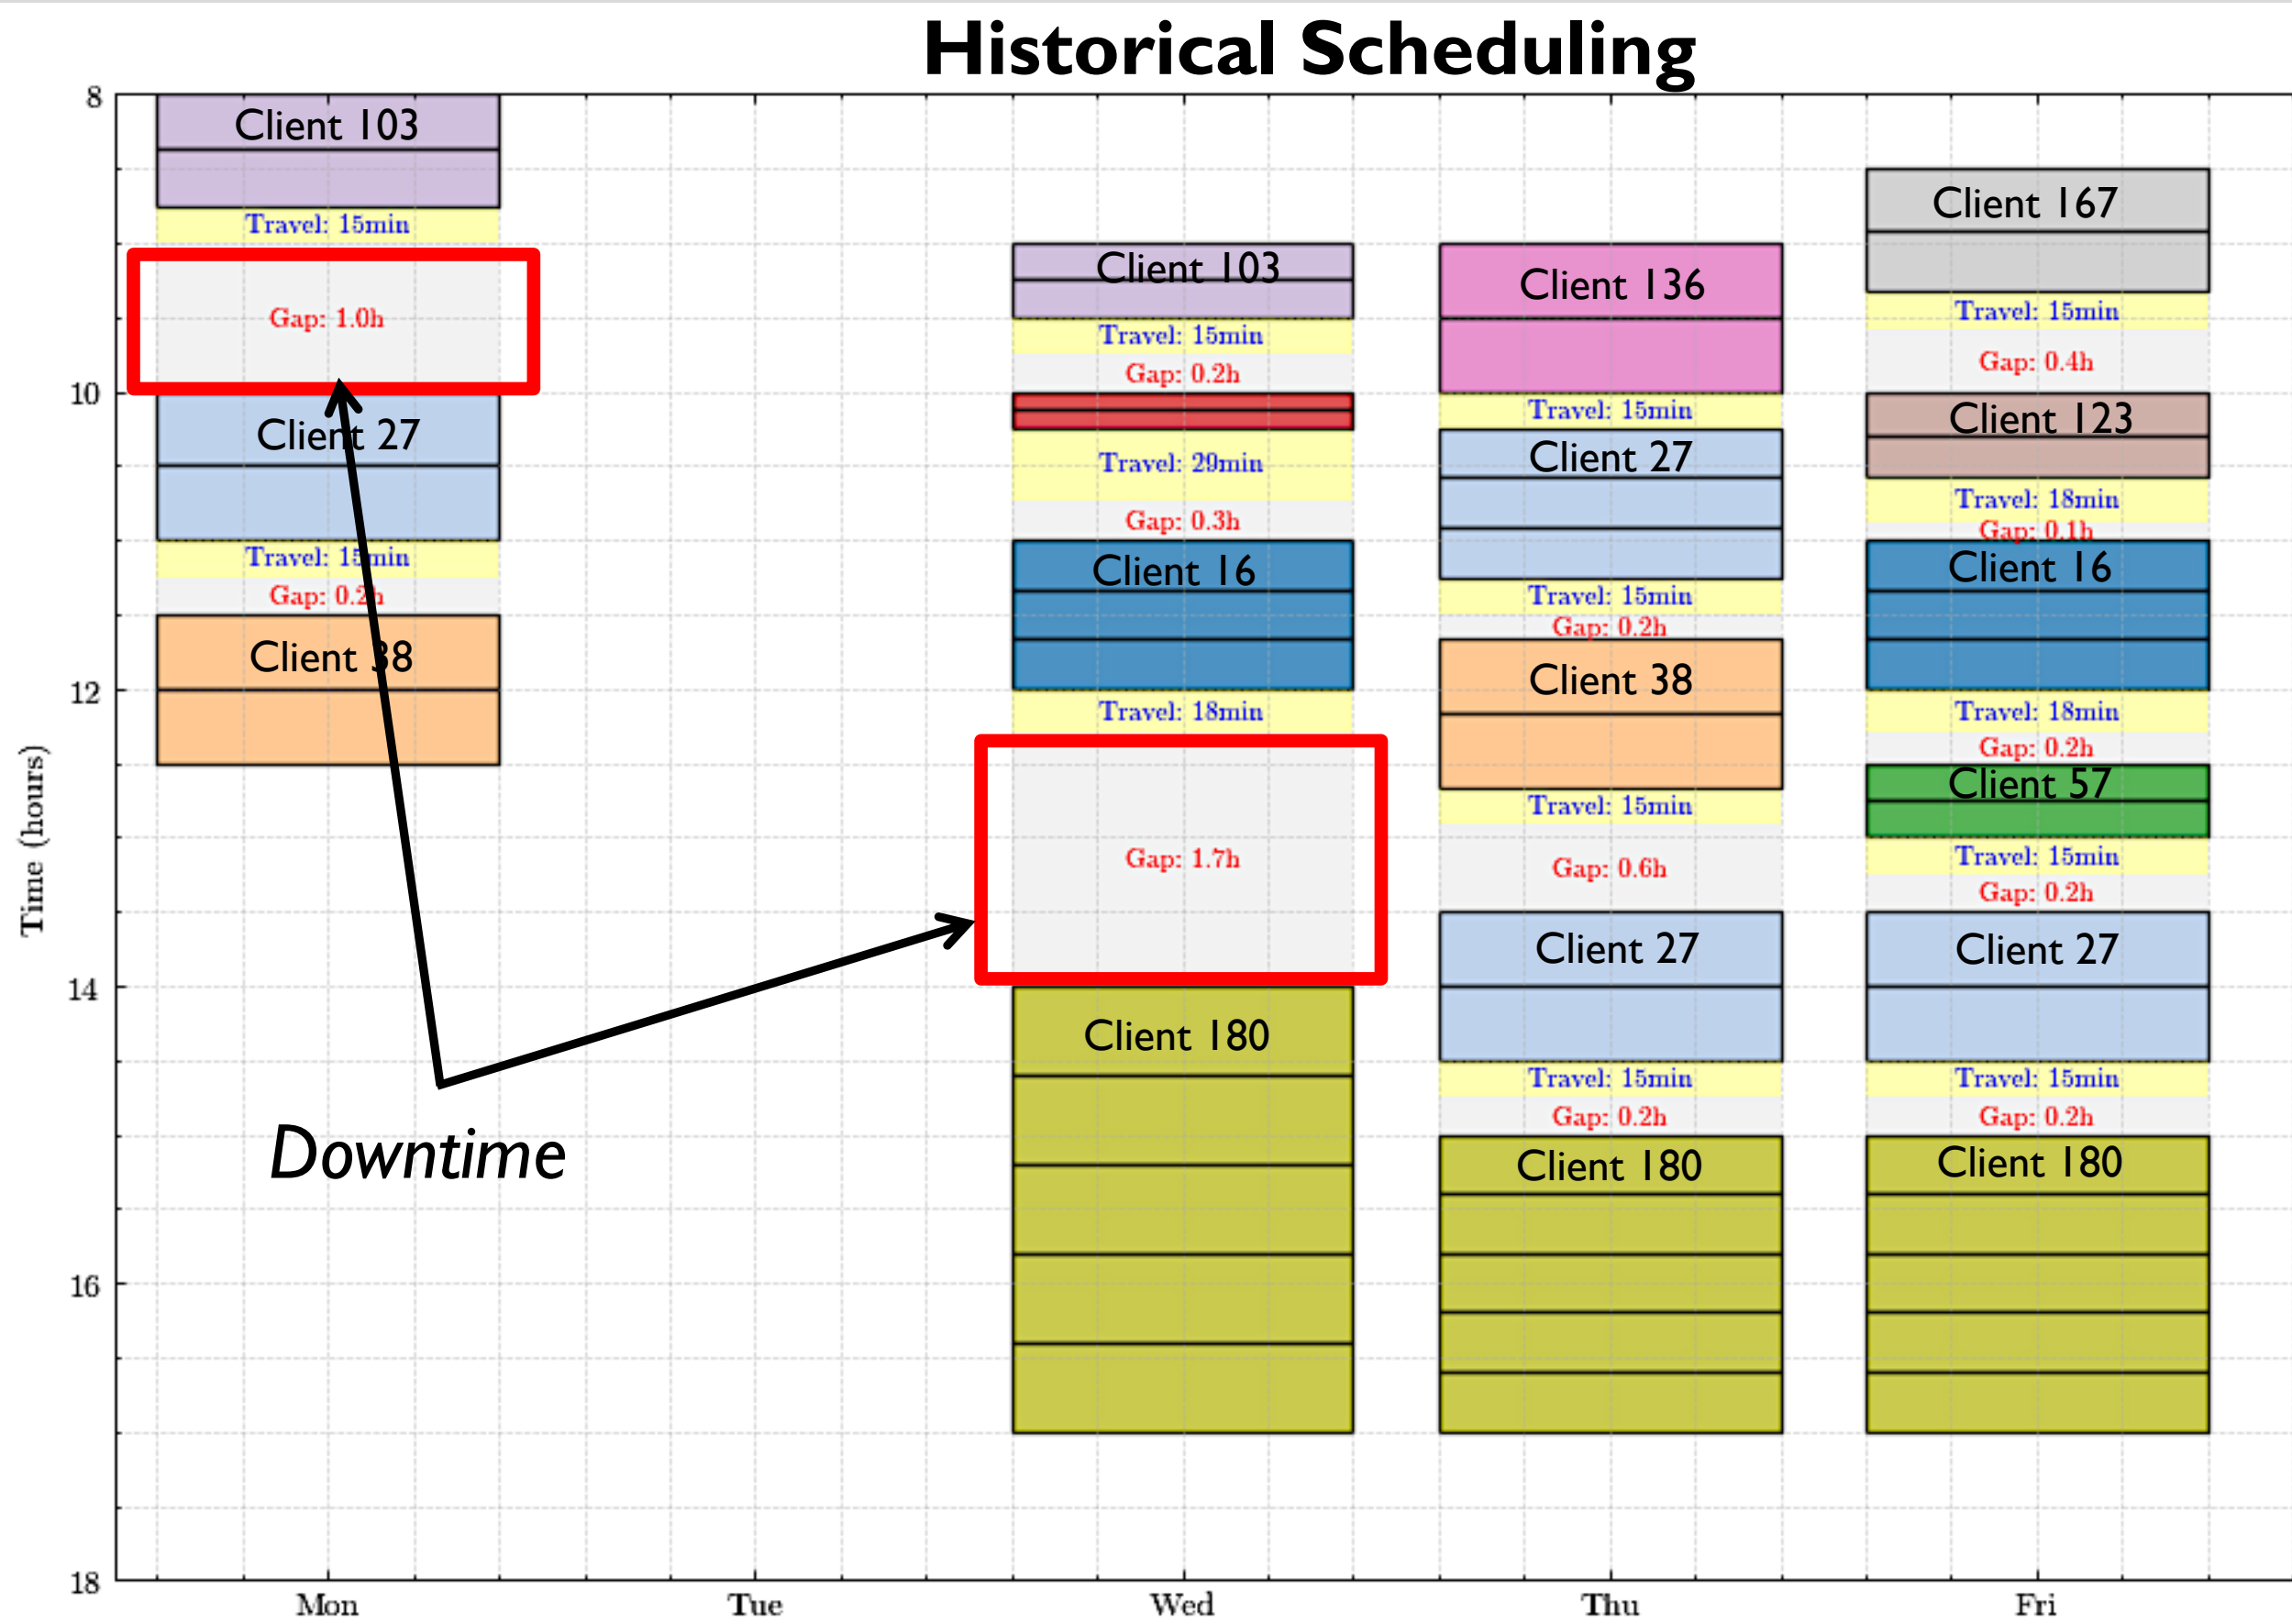 Historical Scheduling
Time (hours)
8
10
12
14
16
18
Client 103
Travel: 15min
Gap: 1.0h
Client 27
Travel: 15min
Gap: 0.2h
Client 38
Downtime
Client 103
Travel: 15min
Gap: 0.2h
Travel: 29min
Gap: 0.3h
Client 16
Travel: 18min
Gap: 1.7h
Client 180
Client 136
Travel: 15min
Client 27
Travel: 15min
Gap: 0.2h
Client 38
Travel: 15min
Gap: 0.6h
Client 27
Travel: 15min
Gap: 0.2h
Client 180
Client 167
Travel: 15min
Gap: 0.4h
Client 123
Travel: 18min
Gap: 0.1h
Client 16
Travel: 18min
Gap: 0.2h
Client 57
Travel: 15min
Gap: 0.2h
Client 27
Travel: 15min
Gap: 0.2h
Client 180
Mon
Tue
Wed
Thu
Fri